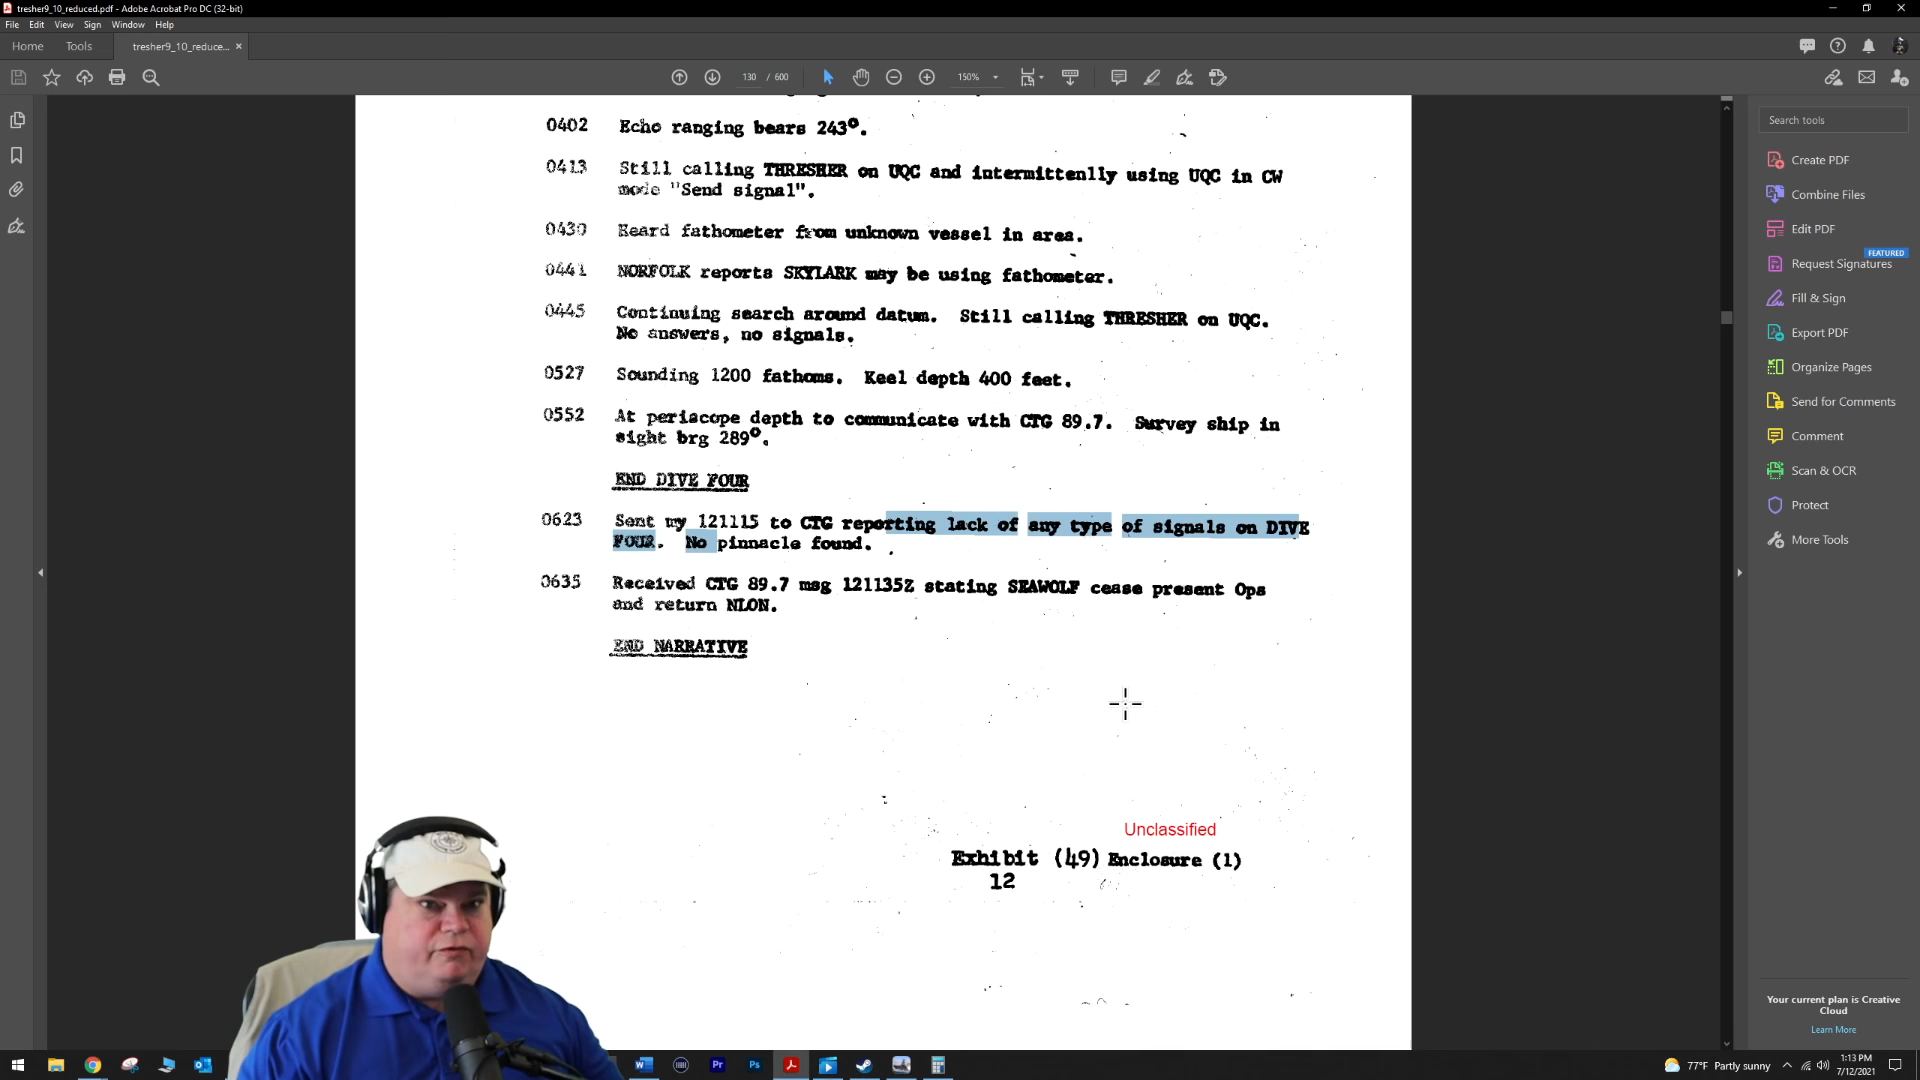 tresher9_10_reduced.pdf - Adobe Acrobat Pro DC (32-bit)
File Edit View Sign Window Help
Home Tools tresher9_10_reduce... ×
130 / 600 150%
0402 Echo ranging bears 243°.
0413 Still calling THRESHER on UQC and intermittenlly using UQC in CW
mode "Send signal".
0430 Heard fathometer from unknown vessel in area.
0441 NORFOLK reports SKYLARK may be using fathometer.
0445 Continuing search around datum. Still calling THRESHER on UQC.
No answers, no signals.
0527 Sounding 1200 fathoms. Keel depth 400 feet.
0552 At periscope depth to communicate with CTG 89.7. Survey ship in
sight brg 289°.
END DIVE FOUR
0623 Sent my 121115 to CTG reporting lack of any type of signals on DIVE
FOUR. No pinnacle found.
0635 Received CTG 89.7 msg 121135Z stating SEAWOLF cease present Ops
and return NLON.
END NARRATIVE
Unclassified
Exhibit (49) Enclosure (1)
12
Search tools
Create PDF
Combine Files
Edit PDF
FEATURED
Request Signatures
Fill & Sign
Export PDF
Organize Pages
Send for Comments
Comment
Scan & OCR
Protect
More Tools
Your current plan is Creative
Cloud
Learn More
77°F Partly sunny
1:13 PM
7/12/2021